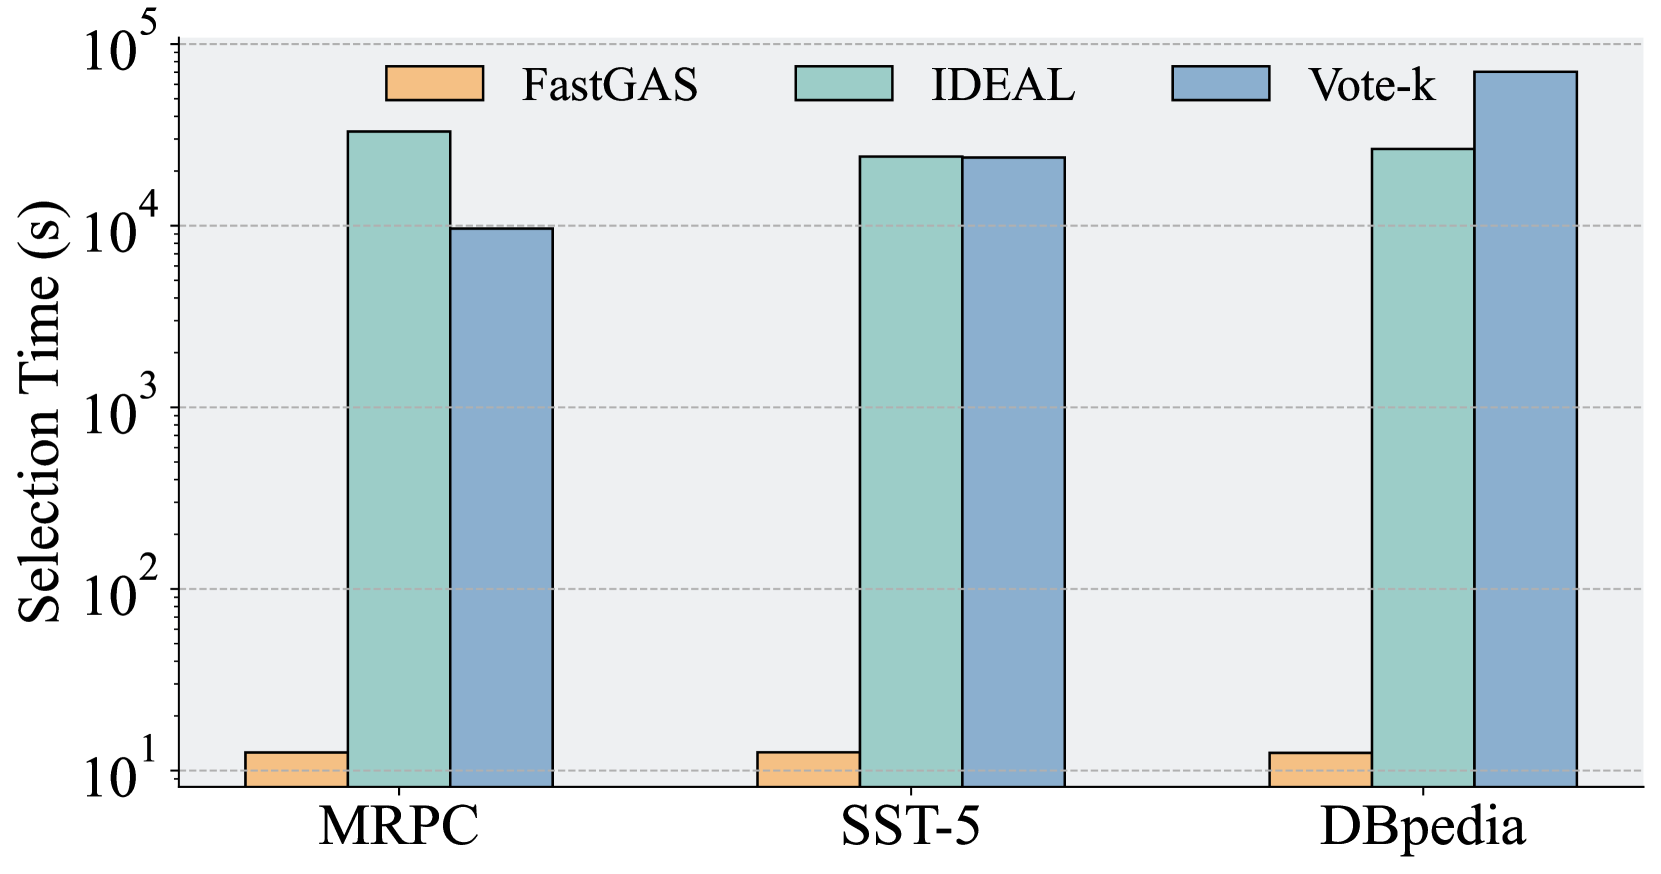 FastGAS IDEAL Vote-k
Selection Time (s)
10^5
10^4
10^3
10^2
10^1
MRPC SST-5 DBpedia